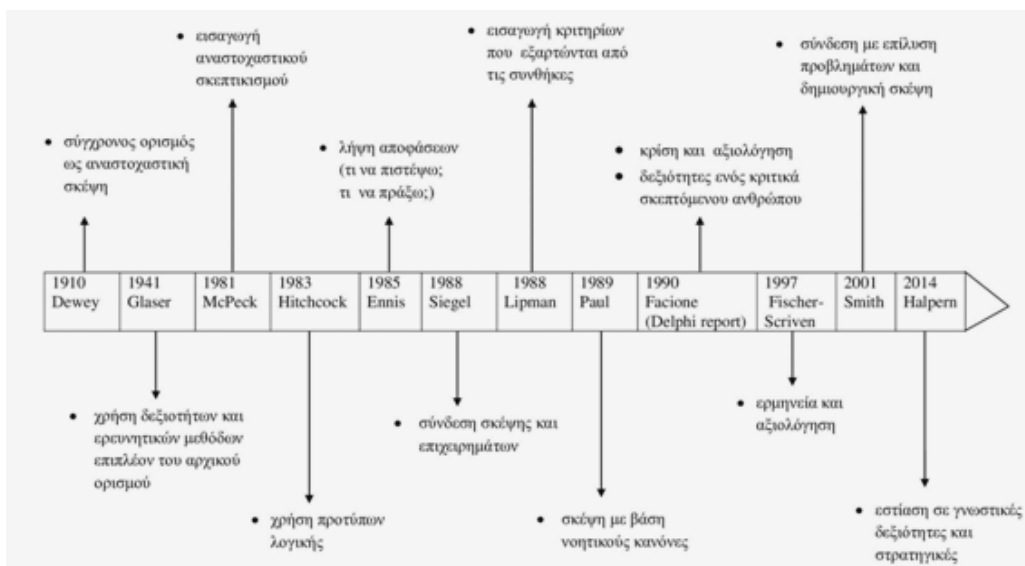 • εισαγωγή
αναστοχαστικού
σκεπτικισμού
• εισαγωγή κριτηρίων
που εξαρτώνται από
τις συνθήκες
• σύνδεση με επίλυση
προβλημάτων και
δημιουργική σκέψη
• σύγχρονος ορισμός
ως αναστοχαστική
σκέψη
• λήψη αποφάσεων
(τι να πιστέψω;
τι να πράξω;)
• κρίση και αξιολόγηση
• δεξιότητες ενός κριτικά
σκεπτόμενου ανθρώπου
1910
Dewey
1941
Glaser
1981
McPeck
1983
Hitchcock
1985
Ennis
1988
Siegel
1988
Lipman
1989
Paul
1990
Facione
(Delphi report)
1997
Fischer-
Scriven
2001
Smith
2014
Halpern
• χρήση δεξιοτήτων και
ερευνητικών μεθόδων
επιπλέον του αρχικού
ορισμού
• σύνδεση σκέψης και
επιχειρημάτων
• ερμηνεία και
αξιολόγηση
• χρήση προτύπων
λογικής
• σκέψη με βάση
νοητικούς κανόνες
• εστίαση σε γνωστικές
δεξιότητες και
στρατηγικές